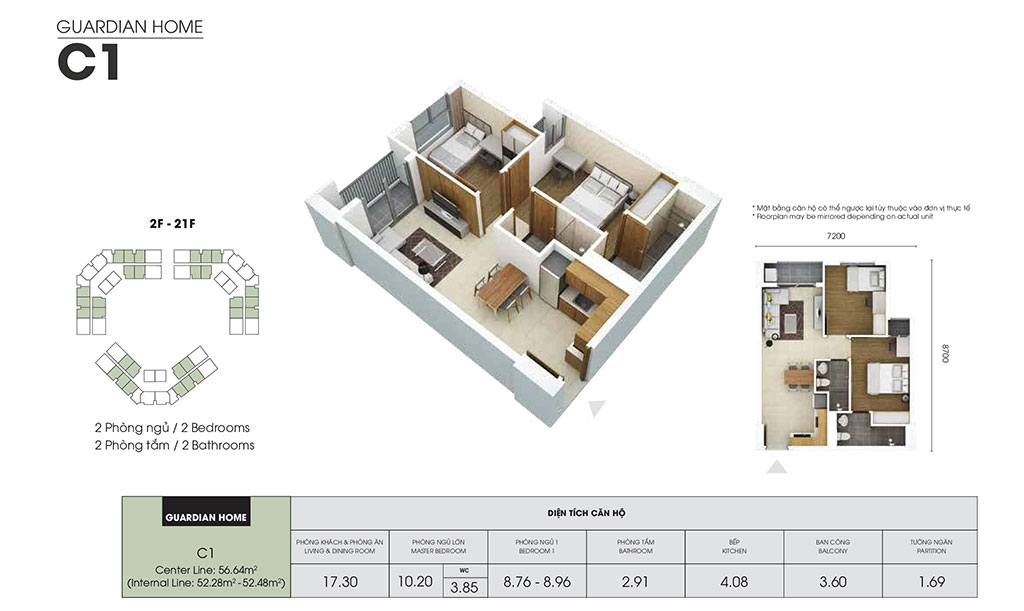 GUARDIAN HOME
C1
2F - 21F
2 Phòng ngủ / 2 Bedrooms
2 Phòng tắm / 2 Bathrooms
* Mặt bằng căn hộ có thể ngược lại tùy thuộc vào đơn vị thực tế
* Floorplan may be mirrored depending on actual unit
7200
8700
GUARDIAN HOME
C1
Center Line: 56.64m²
(Internal Line: 52.28m² - 52.48m²)
DIỆN TÍCH CĂN HỘ
PHÒNG KHÁCH & PHÒNG ĂN
LIVING & DINING ROOM
17.30
PHÒNG NGỦ LỚN
MASTER BEDROOM
10.20
WC
3.85
PHÒNG NGỦ 1
BEDROOM 1
8.76 - 8.96
PHÒNG TẮM
BATHROOM
2.91
BẾP
KITCHEN
4.08
BAN CÔNG
BALCONY
3.60
TƯỜNG NGĂN
PARTITION
1.69